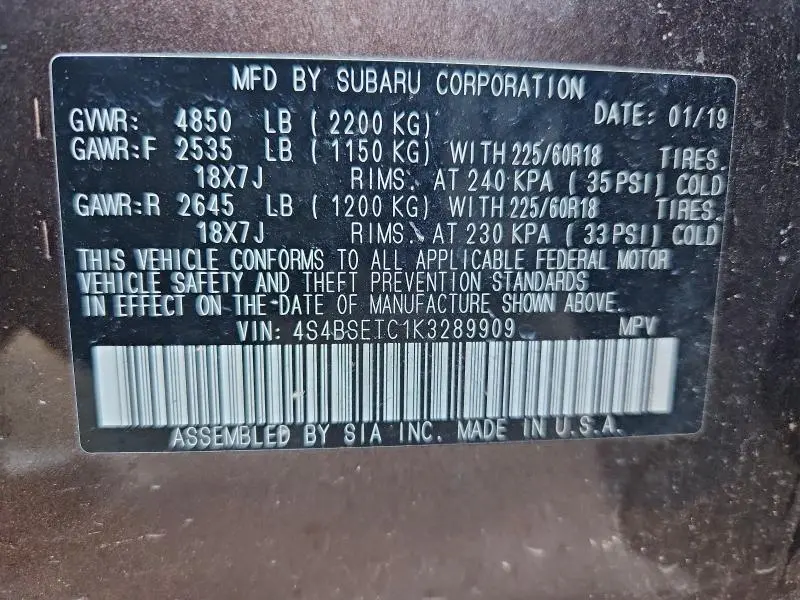 MFD BY SUBARU CORPORATION
DATE: 01/19
GVWR: 4850 LB ( 2200 KG)
GAWR:F 2535 LB ( 1150 KG) WITH 225/60R18 TIRES.
18X7J RIMS. AT 240 KPA ( 35 PSI) COLD
GAWR:R 2645 LB ( 1200 KG) WITH 225/60R18 TIRES.
18X7J RIMS. AT 230 KPA ( 33 PSI) COLD
THIS VEHICLE CONFORMS TO ALL APPLICABLE FEDERAL MOTOR
VEHICLE SAFETY AND THEFT PREVENTION STANDARDS
IN EFFECT ON THE DATE OF MANUFACTURE SHOWN ABOVE.
VIN: 4S4BSETC1K3289909 MPV
ASSEMBLED BY SIA INC. MADE IN U.S.A.